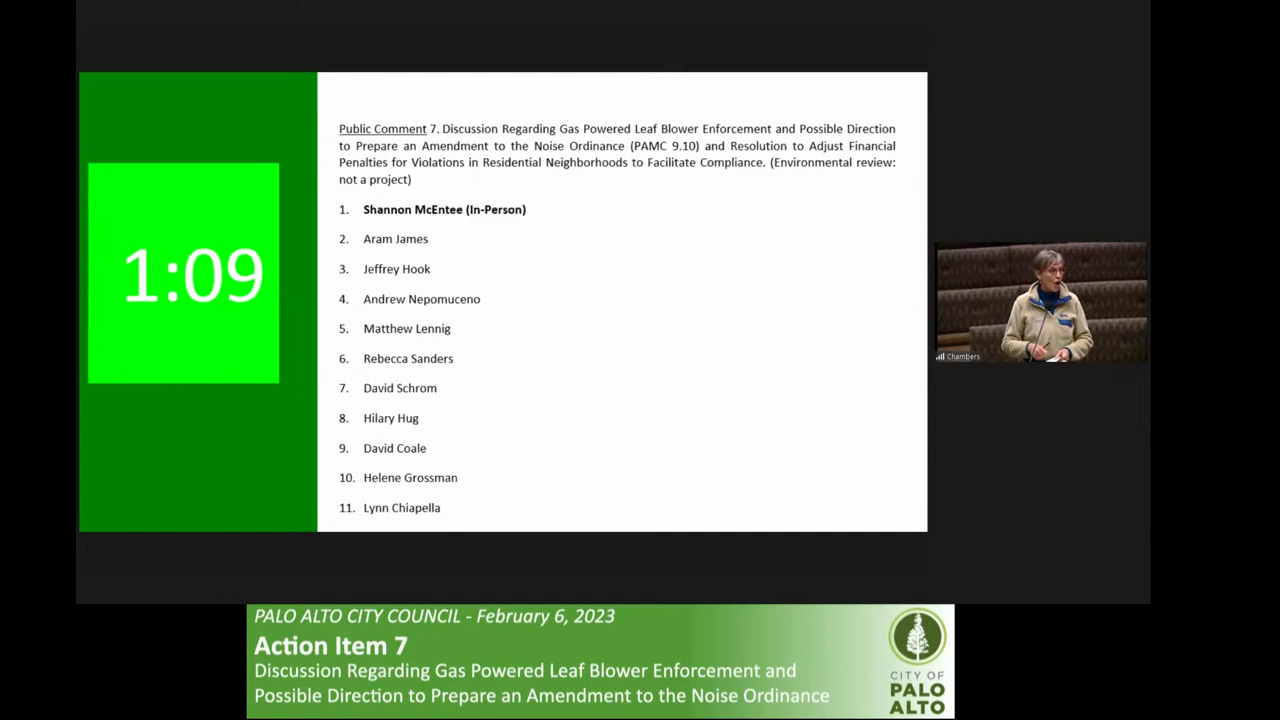 1:09
Public Comment 7. Discussion Regarding Gas Powered Leaf Blower Enforcement and Possible Direction
to Prepare an Amendment to the Noise Ordinance (PAMC 9.10) and Resolution to Adjust Financial
Penalties for Violations in Residential Neighborhoods to Facilitate Compliance. (Environmental review:
not a project)
1. Shannon McEntee (In-Person)
2. Aram James
3. Jeffrey Hook
4. Andrew Nepomuceno
5. Matthew Lennig
6. Rebecca Sanders
7. David Schrom
8. Hilary Hug
9. David Coale
10. Helene Grossman
11. Lynn Chiapella
Chambers
PALO ALTO CITY COUNCIL - February 6, 2023
Action Item 7
Discussion Regarding Gas Powered Leaf Blower Enforcement and
Possible Direction to Prepare an Amendment to the Noise Ordinance
CITY OF
PALO
ALTO